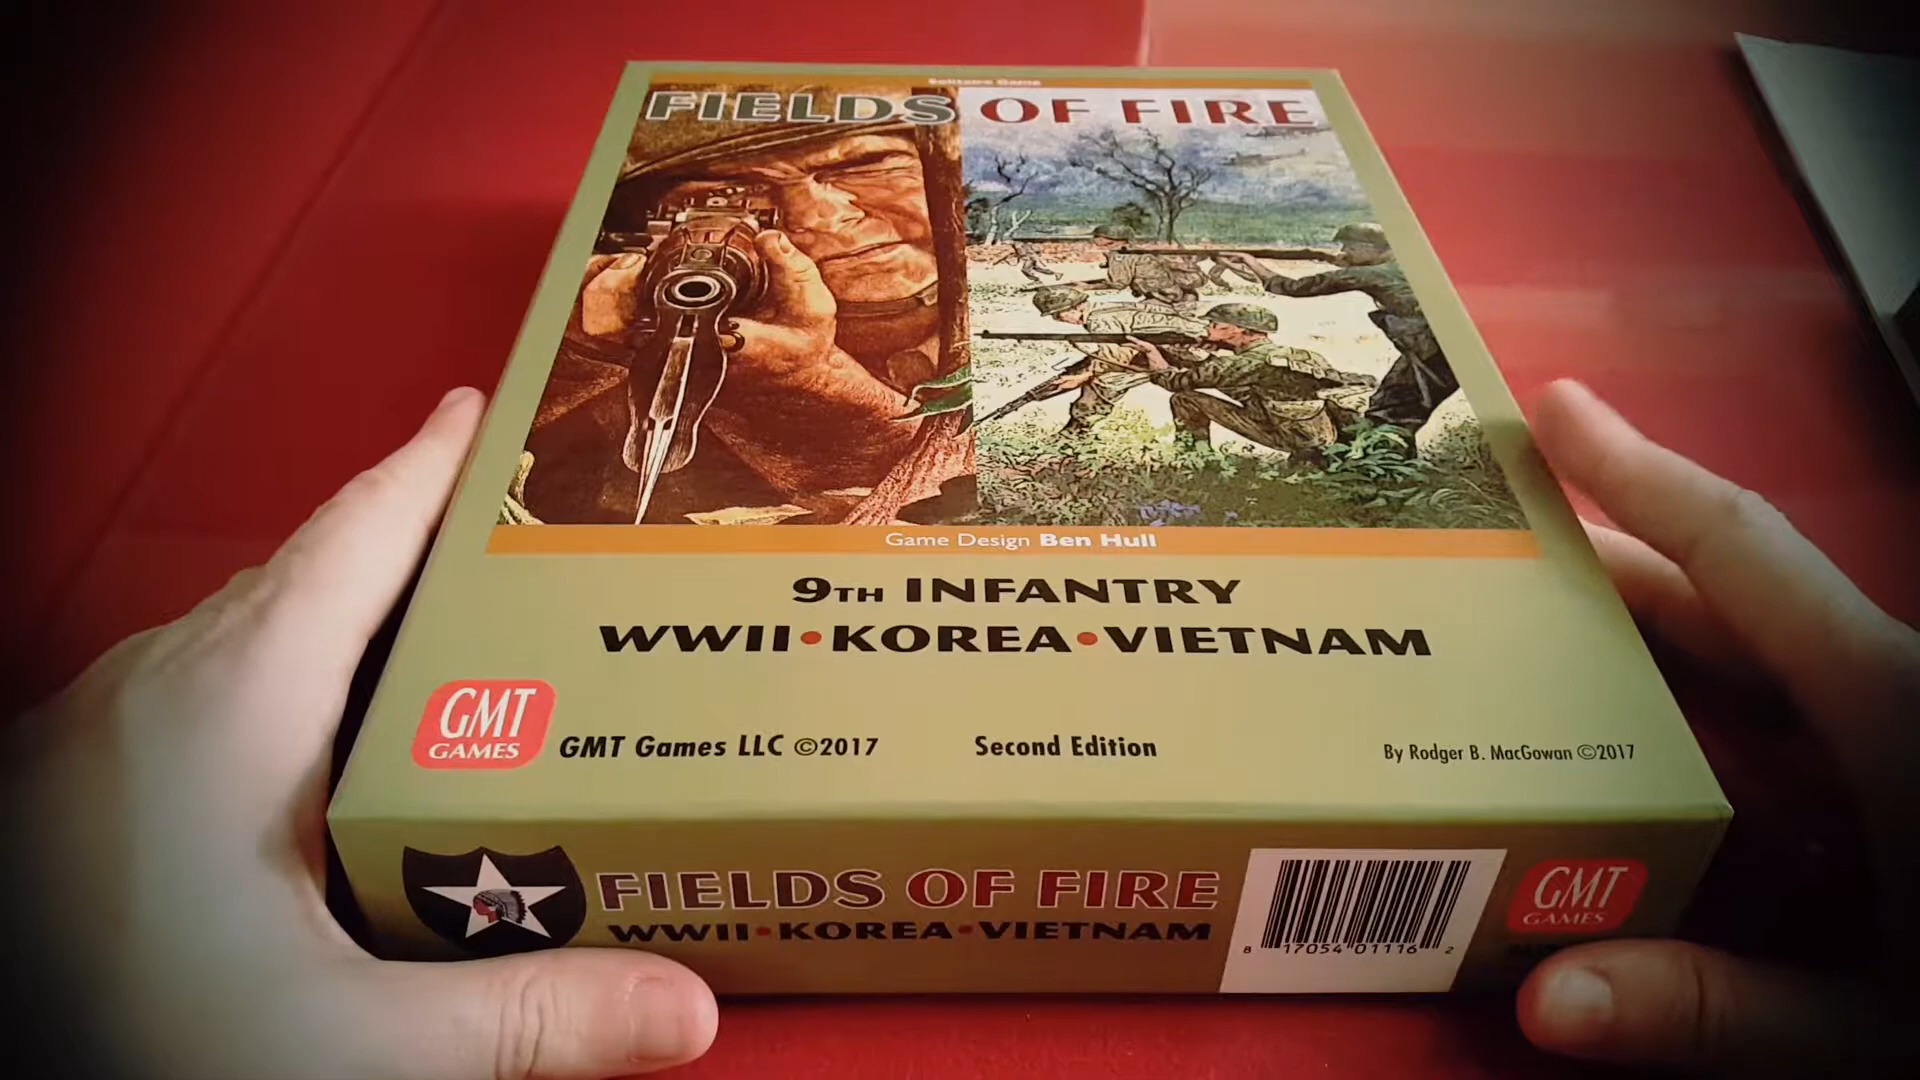 Solitaire Game
FIELDS OF FIRE
Game Design Ben Hull
9TH INFANTRY
WWII•KOREA•VIETNAM
GMT
GAMES
GMT Games LLC ©2017
Second Edition
By Rodger B. MacGowan ©2017
FIELDS OF FIRE
WWII•KOREA•VIETNAM
8 17054 01116 2
GMT
GAMES